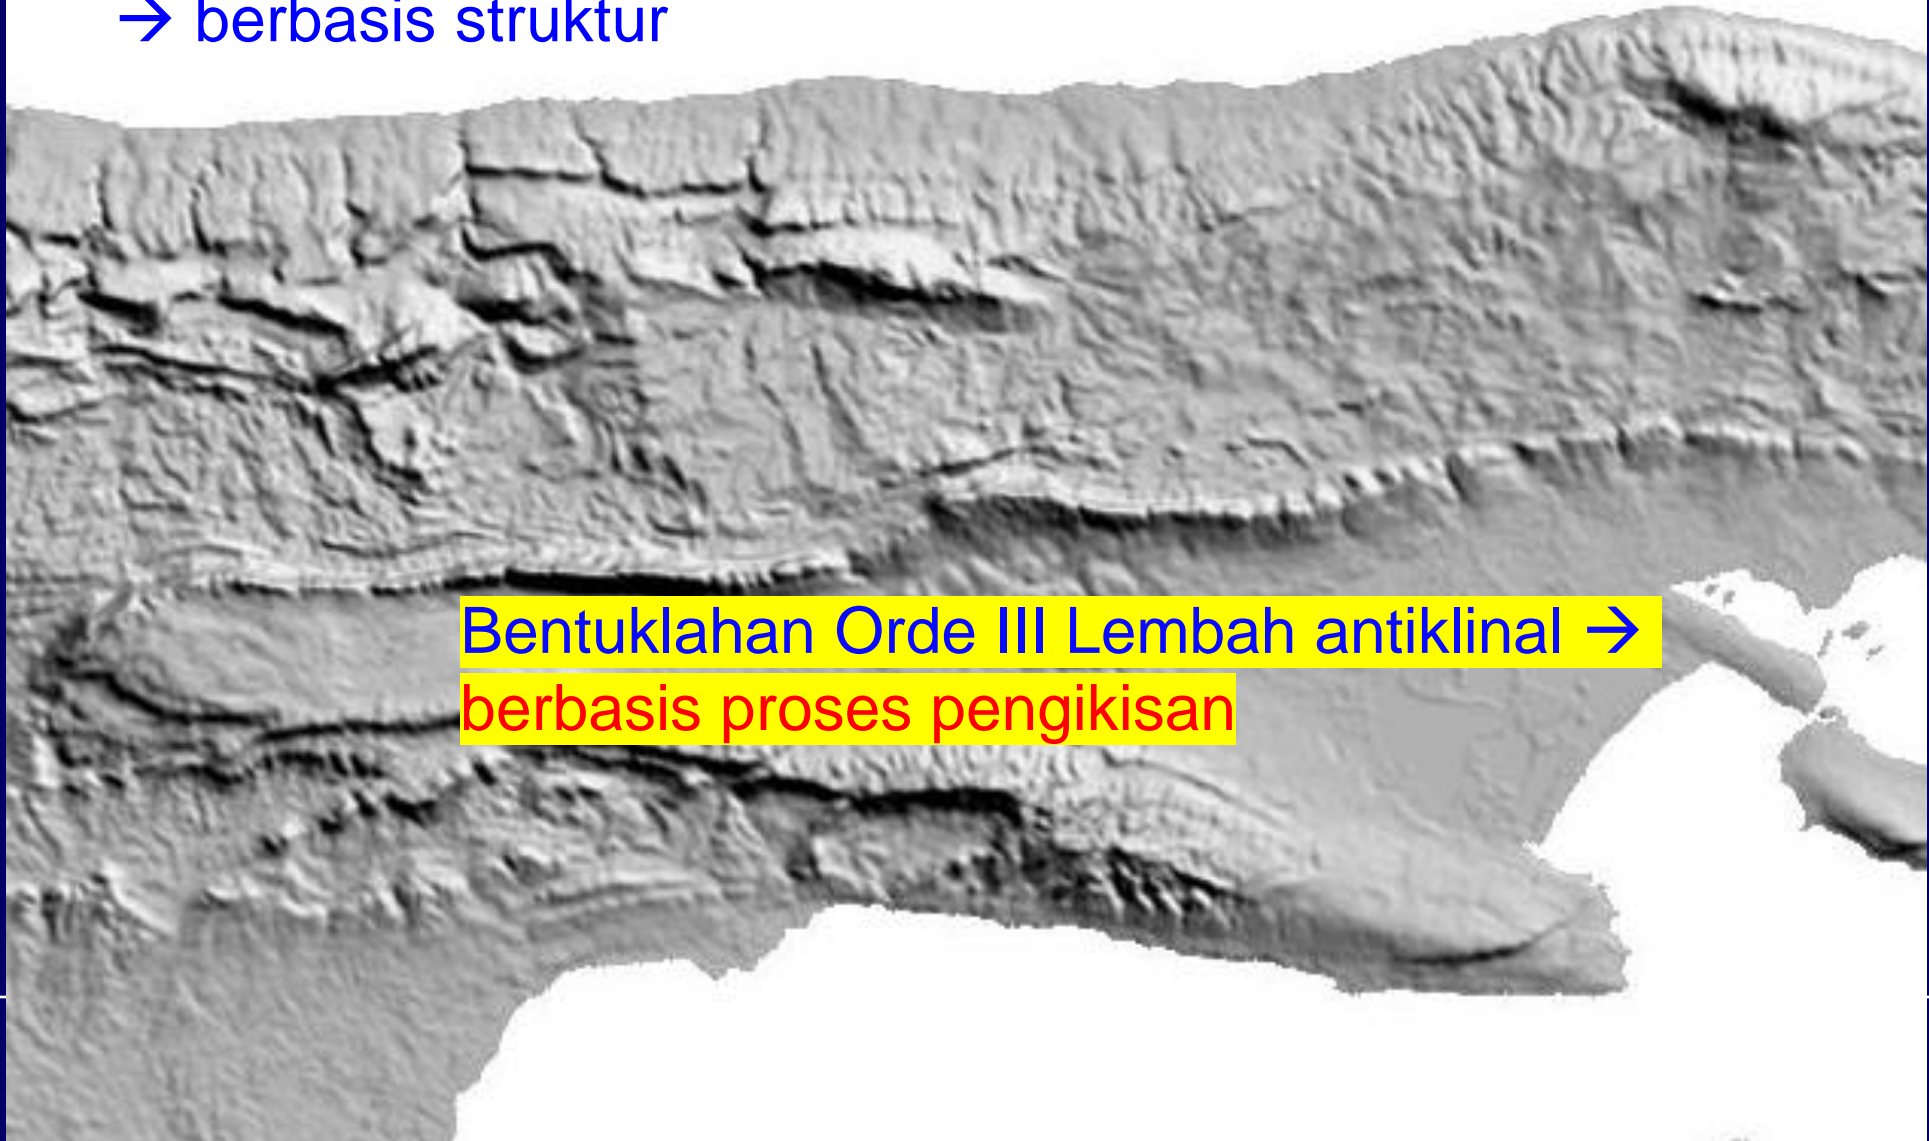 → berbasis struktur
Bentuklahan Orde III Lembah antiklinal →
berbasis proses pengikisan